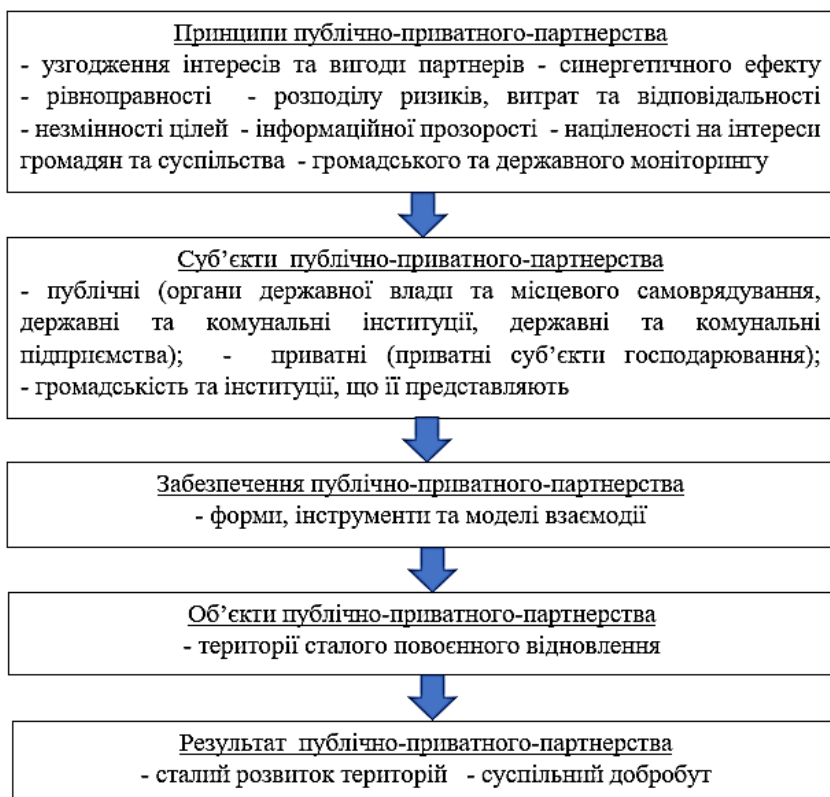 Принципи публічно-приватного-партнерства
- узгодження інтересів та вигоди партнерів - синергетичного ефекту
- рівноправності - розподілу ризиків, витрат та відповідальності
- незмінності цілей - інформаційної прозорості - націленості на інтереси
громадян та суспільства - громадського та державного моніторингу
Суб’єкти публічно-приватного-партнерства
- публічні (органи державної влади та місцевого самоврядування,
державні та комунальні інституції, державні та комунальні
підприємства); - приватні (приватні суб’єкти господарювання);
- громадськість та інституції, що її представляють
Забезпечення публічно-приватного-партнерства
- форми, інструменти та моделі взаємодії
Об’єкти публічно-приватного-партнерства
- території сталого повоєнного відновлення
Результат публічно-приватного-партнерства
- сталий розвиток територій - суспільний добробут